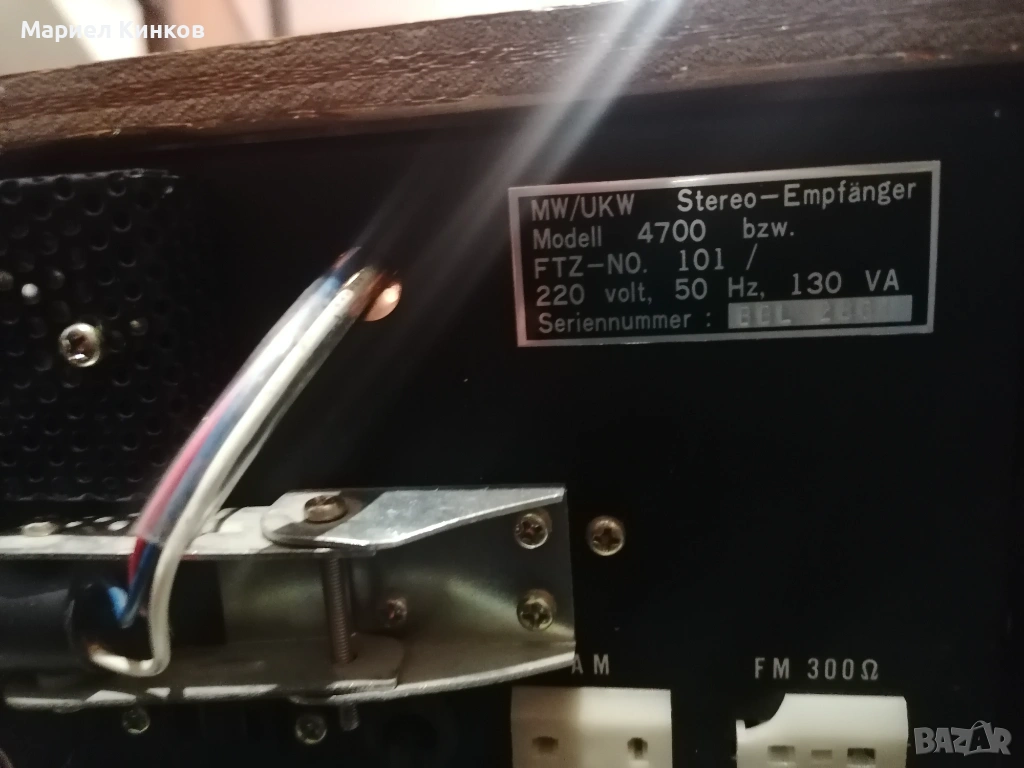 Мариел Кинков
MW/UKW Stereo-Empfänger
Modell 4700 bzw.
FTZ-NO. 101 /
220 volt, 50 Hz, 130 VA
Seriennummer :
AM
FM 300Ω
BAZAR